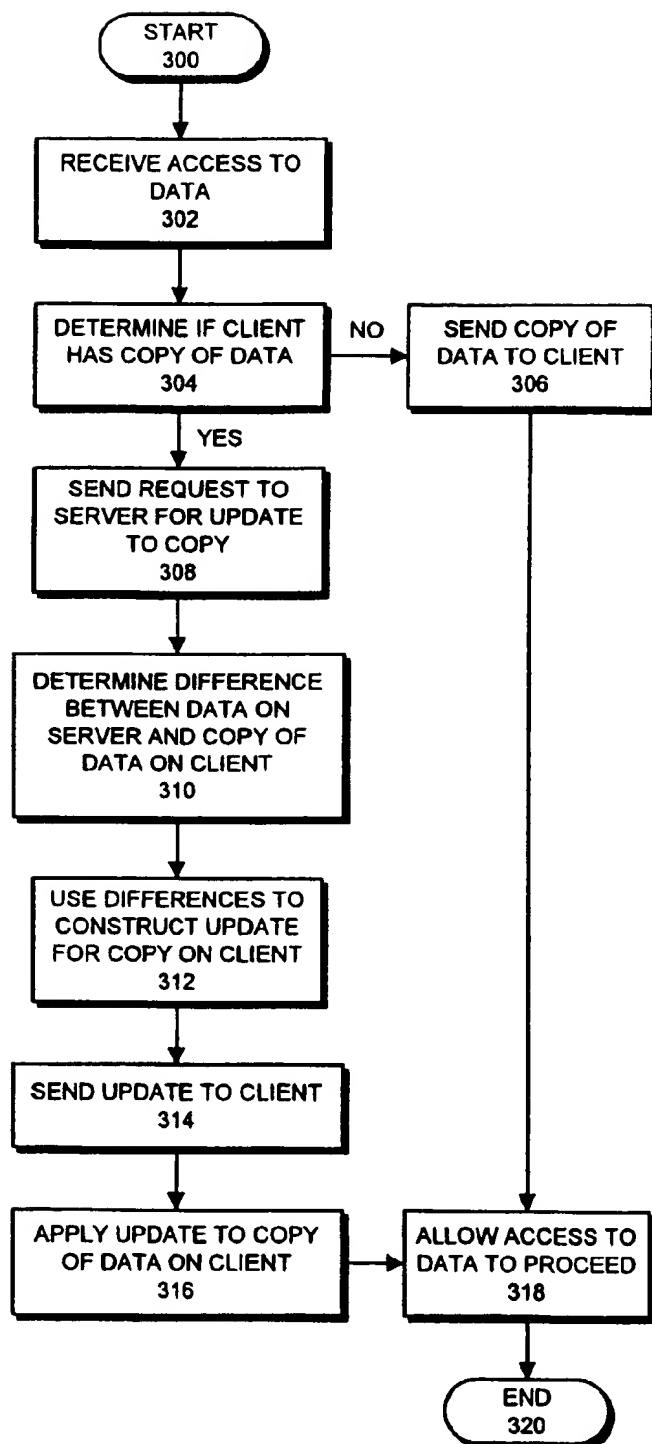 START
300
RECEIVE ACCESS TO
DATA
302
DETERMINE IF CLIENT
HAS COPY OF DATA
304
NO
SEND COPY OF
DATA TO CLIENT
306
YES
SEND REQUEST TO
SERVER FOR UPDATE
TO COPY
308
DETERMINE DIFFERENCE
BETWEEN DATA ON
SERVER AND COPY OF
DATA ON CLIENT
310
USE DIFFERENCES TO
CONSTRUCT UPDATE
FOR COPY ON CLIENT
312
SEND UPDATE TO CLIENT
314
APPLY UPDATE TO COPY
OF DATA ON CLIENT
316
ALLOW ACCESS TO
DATA TO PROCEED
318
END
320